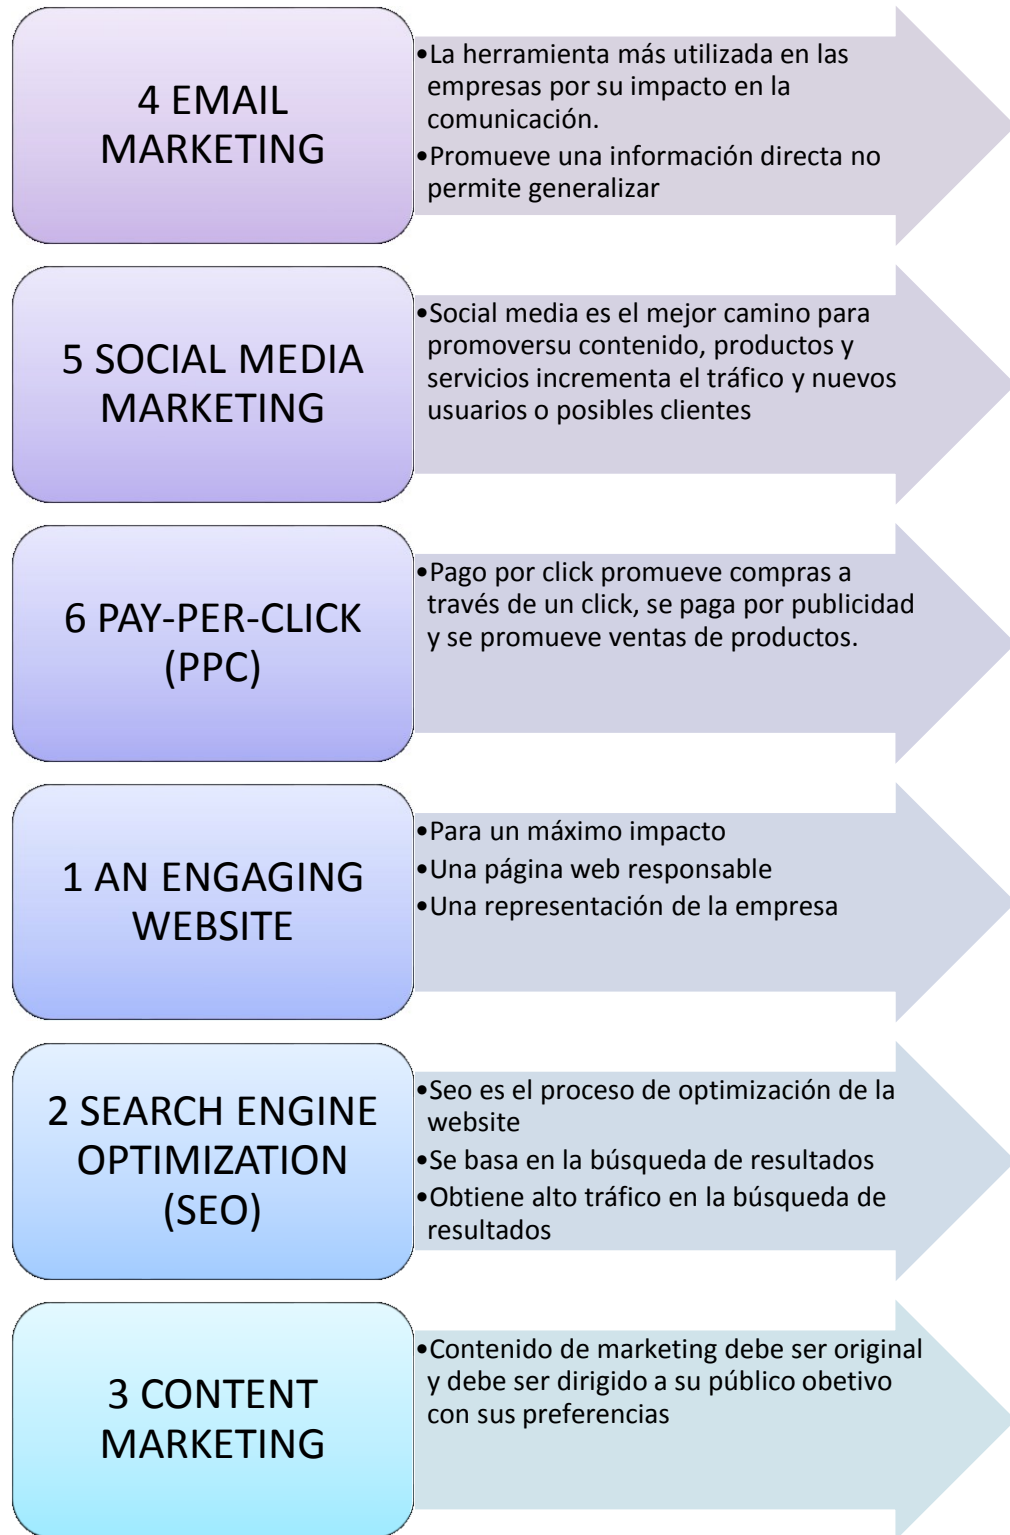 4 EMAIL
MARKETING
•La herramienta más utilizada en las
empresas por su impacto en la
comunicación.
•Promueve una información directa no
permite generalizar
5 SOCIAL MEDIA
MARKETING
•Social media es el mejor camino para
promoversu contenido, productos y
servicios incrementa el tráfico y nuevos
usuarios o posibles clientes
6 PAY-PER-CLICK
(PPC)
•Pago por click promueve compras a
través de un click, se paga por publicidad
y se promueve ventas de productos.
1 AN ENGAGING
WEBSITE
•Para un máximo impacto
•Una página web responsable
•Una representación de la empresa
2 SEARCH ENGINE
OPTIMIZATION
(SEO)
•Seo es el proceso de optimización de la
website
•Se basa en la búsqueda de resultados
•Obtiene alto tráfico en la búsqueda de
resultados
3 CONTENT
MARKETING
•Contenido de marketing debe ser original
y debe ser dirigido a su público obetivo
con sus preferencias